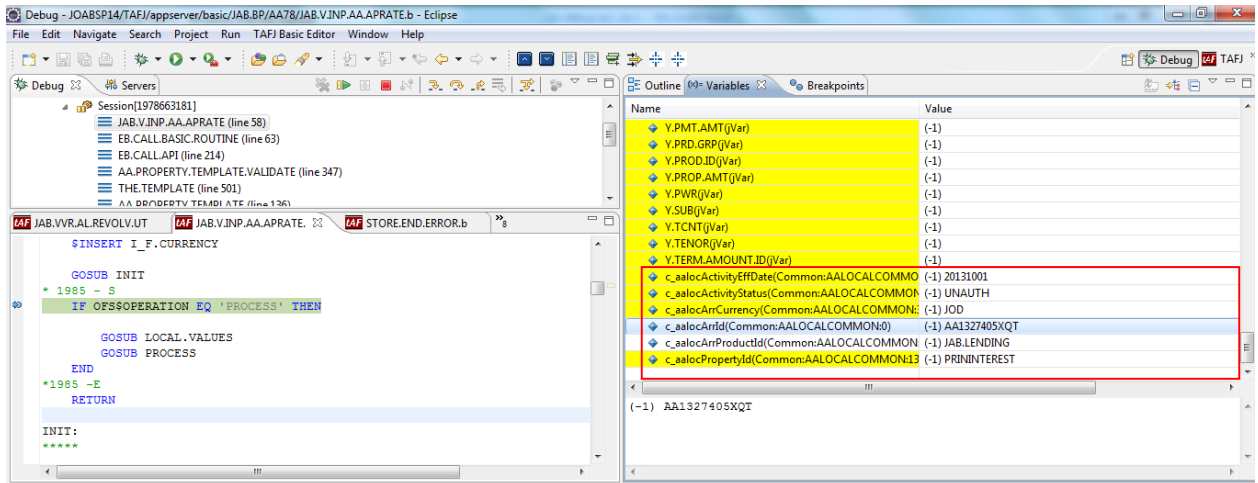 Debug - JOABSP14/TAFJ/appserver/basic/JAB.BP/AA78/JAB.V.INP.AA.APRATE.b - Eclipse
File Edit Navigate Search Project Run TAFJ Basic Editor Window Help
Debug TAFJ
Debug Servers
Session[1978663181]
JAB.V.INP.AA.APRATE (line 58)
EB.CALL.BASIC.ROUTINE (line 63)
EB.CALL.API (line 214)
AA.PROPERTY.TEMPLATE.VALIDATE (line 347)
THE.TEMPLATE (line 501)
AA.PROPERTY.TEMPLATE (line 136)
tAF JAB.VVR.AL.REVOLV.UT tAF JAB.V.INP.AA.APRATE. tAF STORE.END.ERROR.b »8
$INSERT I_F.CURRENCY
GOSUB INIT
* 1985 - S
IF OFS$OPERATION EQ 'PROCESS' THEN
GOSUB LOCAL.VALUES
GOSUB PROCESS
END
*1985 -E
RETURN
INIT:
*****
Outline (x)= Variables Breakpoints
Name Value
Y.PMT.AMT(jVar) (-1)
Y.PRD.GRP(jVar) (-1)
Y.PROD.ID(jVar) (-1)
Y.PROP.AMT(jVar) (-1)
Y.PWR(jVar) (-1)
Y.SUB(jVar) (-1)
Y.TCNT(jVar) (-1)
Y.TENOR(jVar) (-1)
Y.TERM.AMOUNT.ID(jVar) (-1)
c_aalocActivityEffDate(Common:AALOCALCOMMO (-1) 20131001
c_aalocActivityStatus(Common:AALOCALCOMMON (-1) UNAUTH
c_aalocArrCurrency(Common:AALOCALCOMMON: (-1) JOD
c_aalocArrId(Common:AALOCALCOMMON:0) (-1) AA1327405XQT
c_aalocArrProductId(Common:AALOCALCOMMON: (-1) JAB.LENDING
c_aalocPropertyId(Common:AALOCALCOMMON:13 (-1) PRININTEREST
(-1) AA1327405XQT